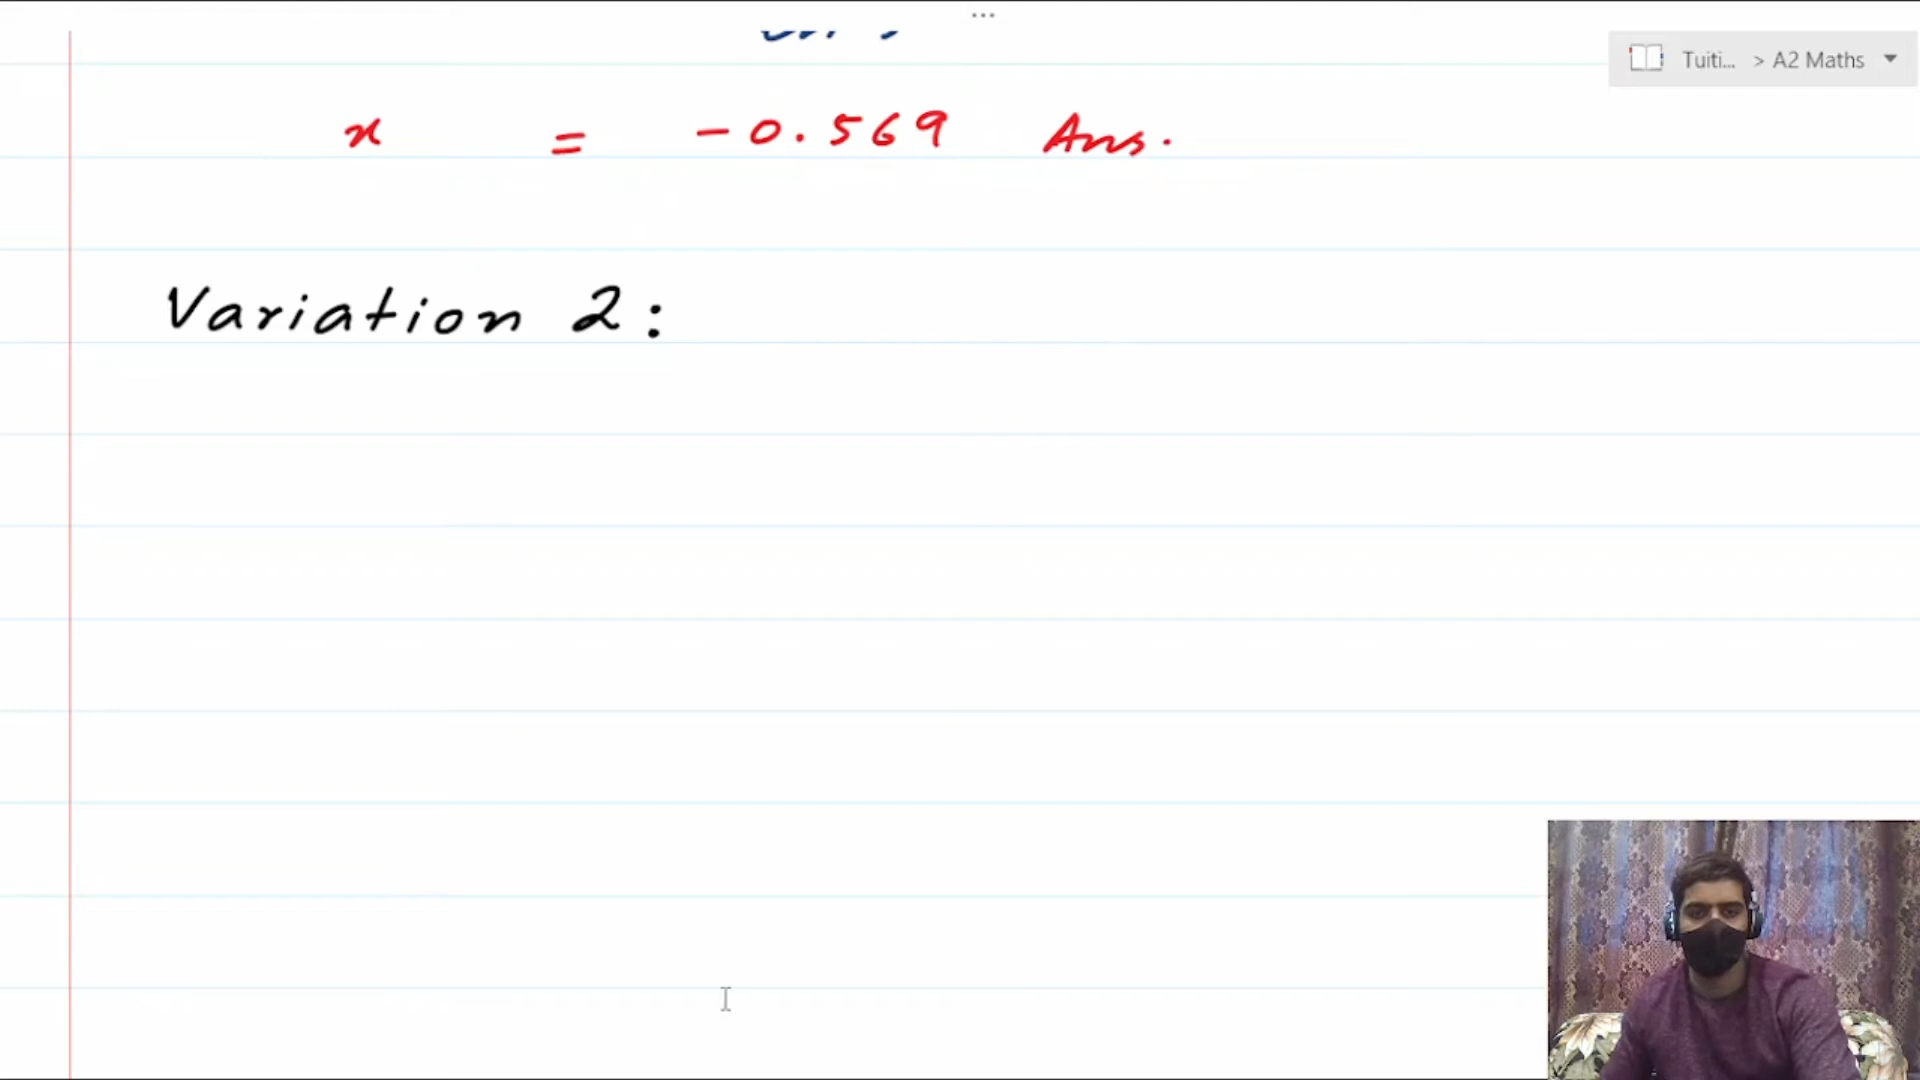 ...
Tuiti... > A2 Maths
x = -0.569 Ans.
Variation 2: